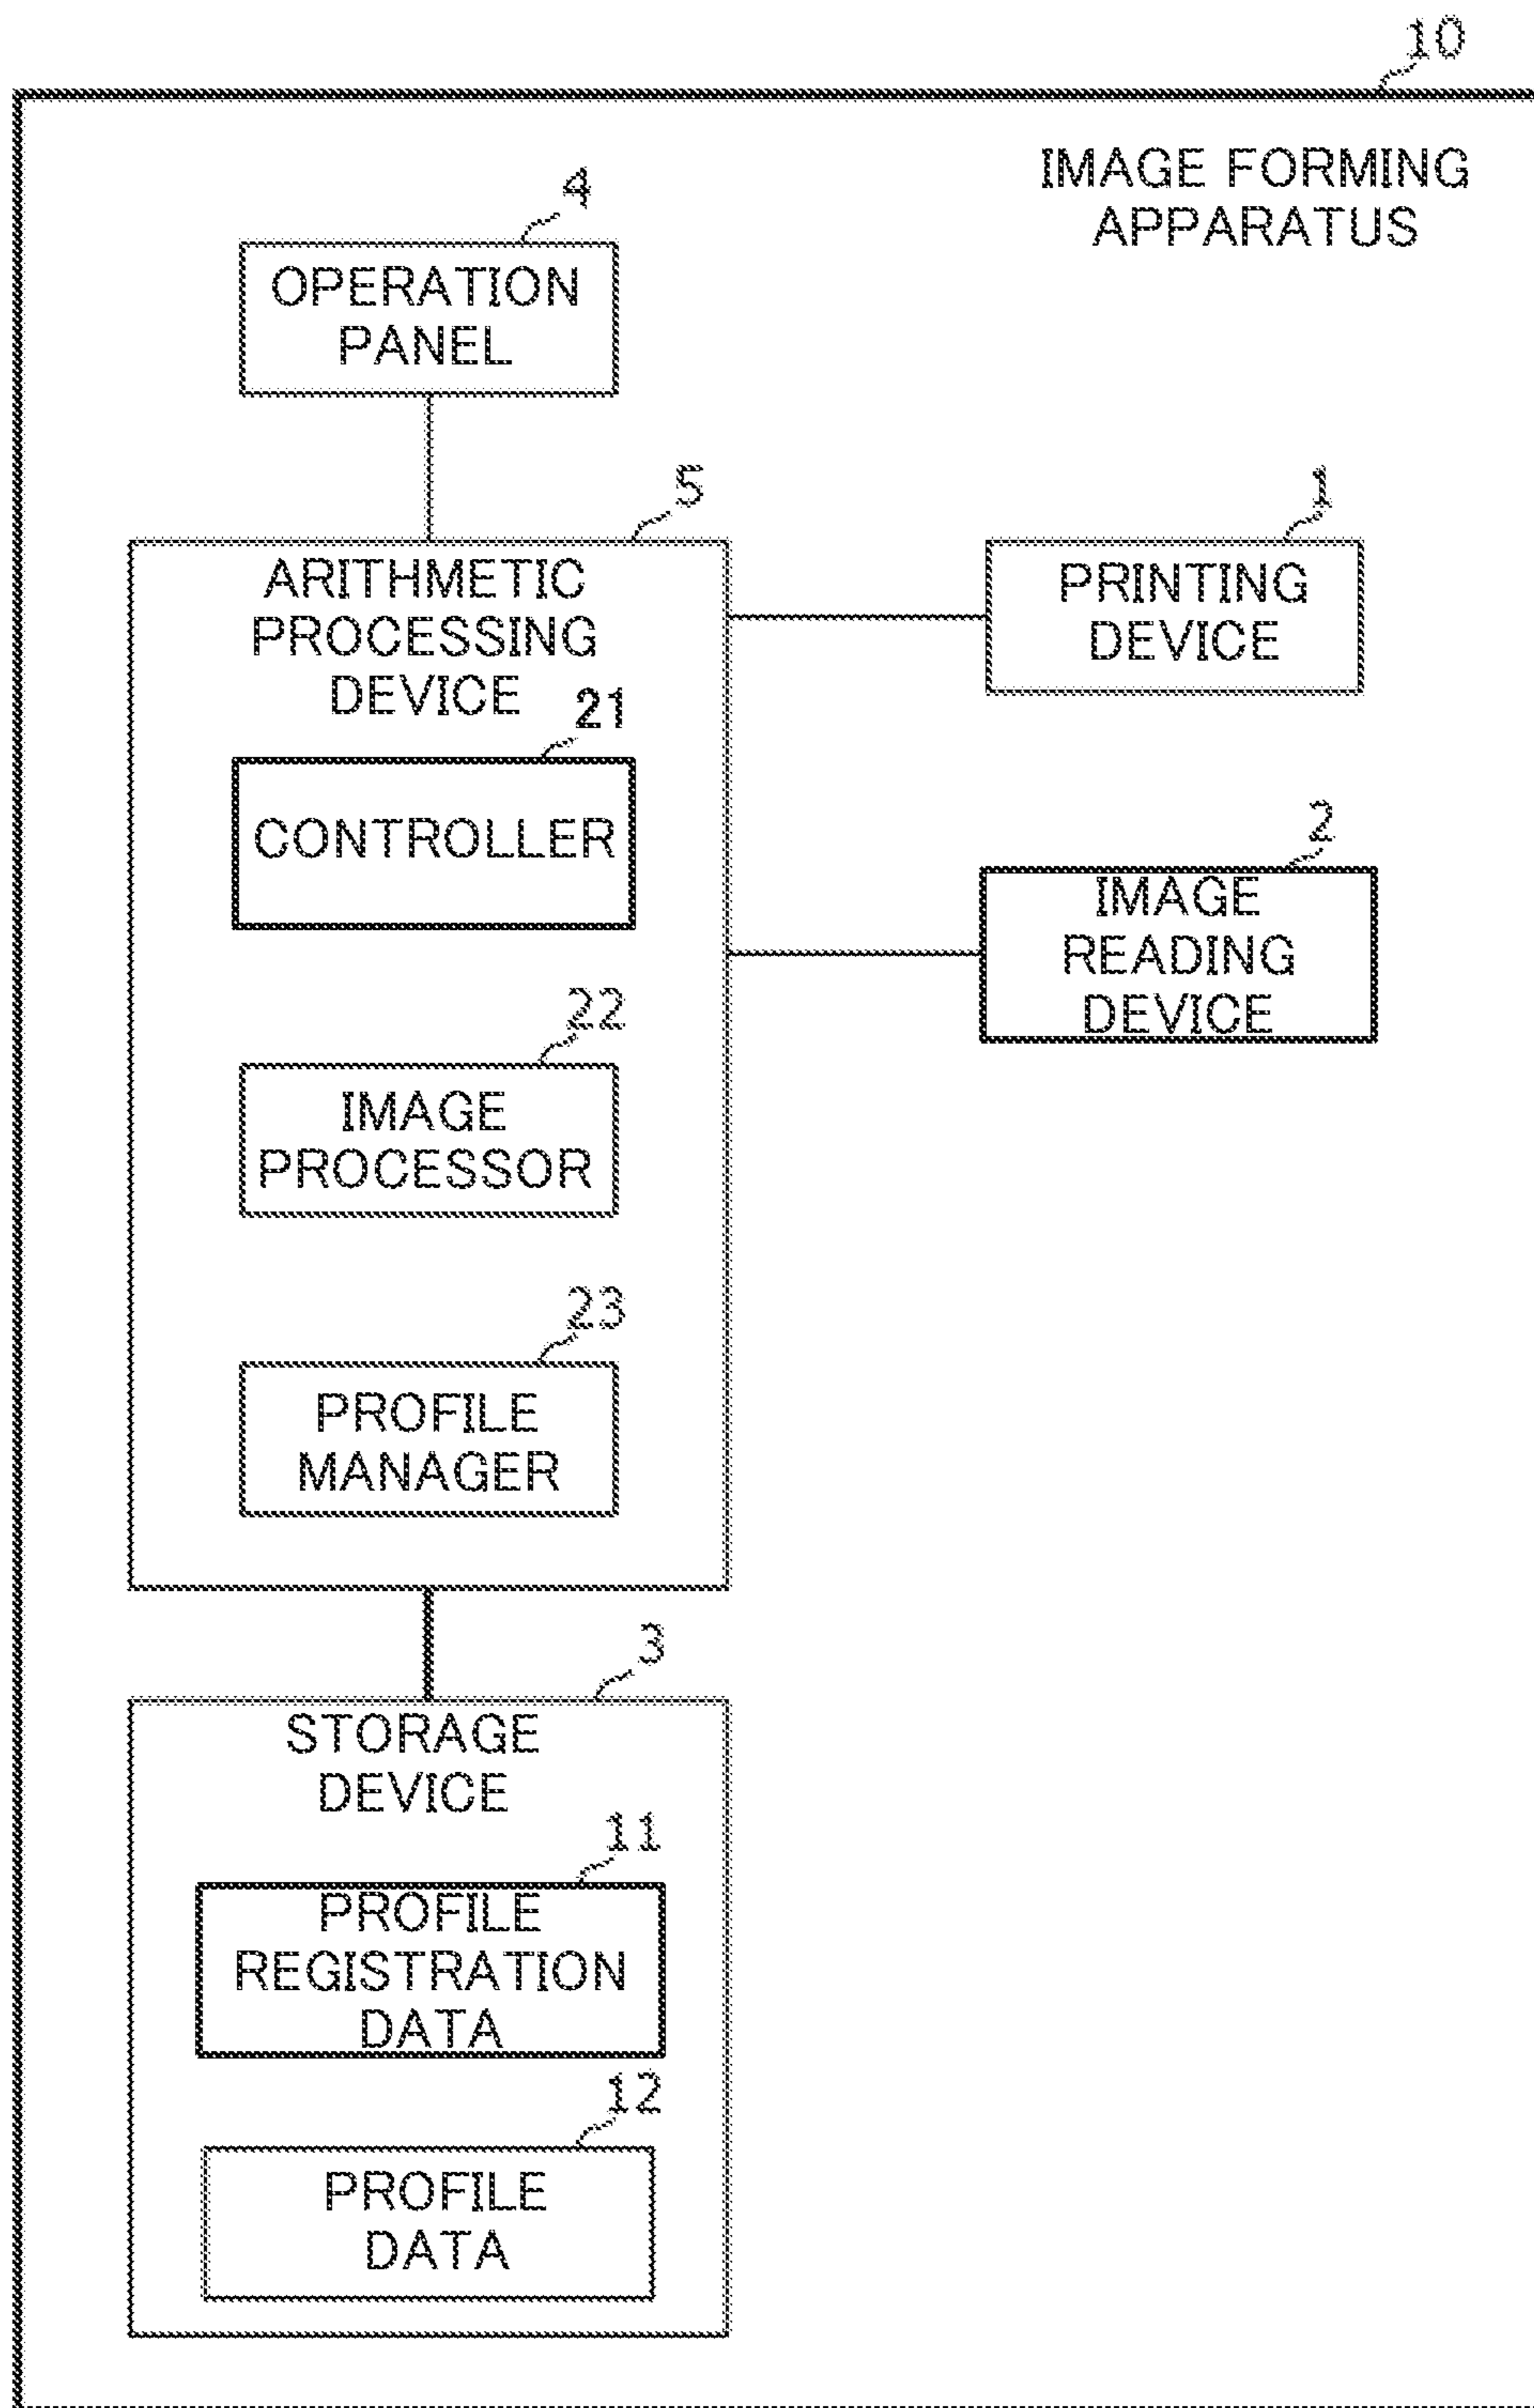 10
IMAGE FORMING
APPARATUS
4
OPERATION
PANEL
5
ARITHMETIC
PROCESSING
DEVICE
1
PRINTING
DEVICE
21
CONTROLLER
2
IMAGE
READING
DEVICE
22
IMAGE
PROCESSOR
23
PROFILE
MANAGER
3
STORAGE
DEVICE
11
PROFILE
REGISTRATION
DATA
12
PROFILE
DATA